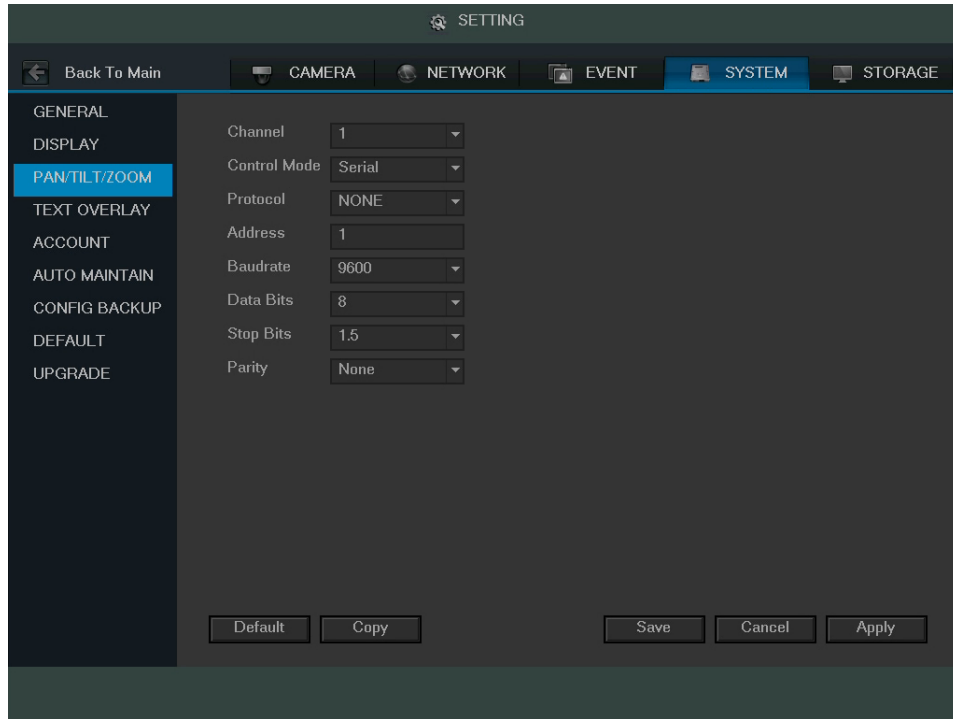 SETTING
Back To Main CAMERA NETWORK EVENT SYSTEM STORAGE
GENERAL
DISPLAY
PAN/TILT/ZOOM
TEXT OVERLAY
ACCOUNT
AUTO MAINTAIN
CONFIG BACKUP
DEFAULT
UPGRADE
Channel 1
Control Mode Serial
Protocol NONE
Address 1
Baudrate 9600
Data Bits 8
Stop Bits 1.5
Parity None
Default Copy Save Cancel Apply